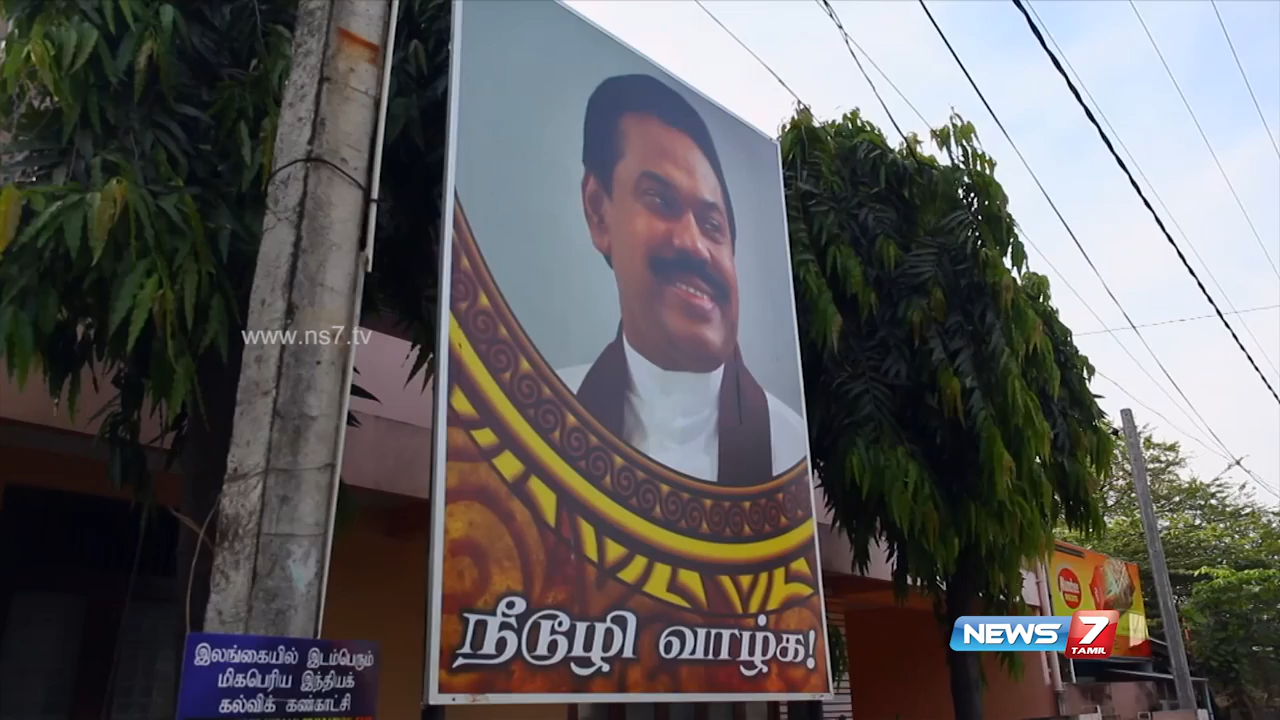 www.ns7.tv
நீடூழி வாழ்க!
இலங்கையில் இடம்பெரும்
மிகபெரிய இந்தியக்
கல்விக் கண்காட்சி
NEWS 7
TAMIL